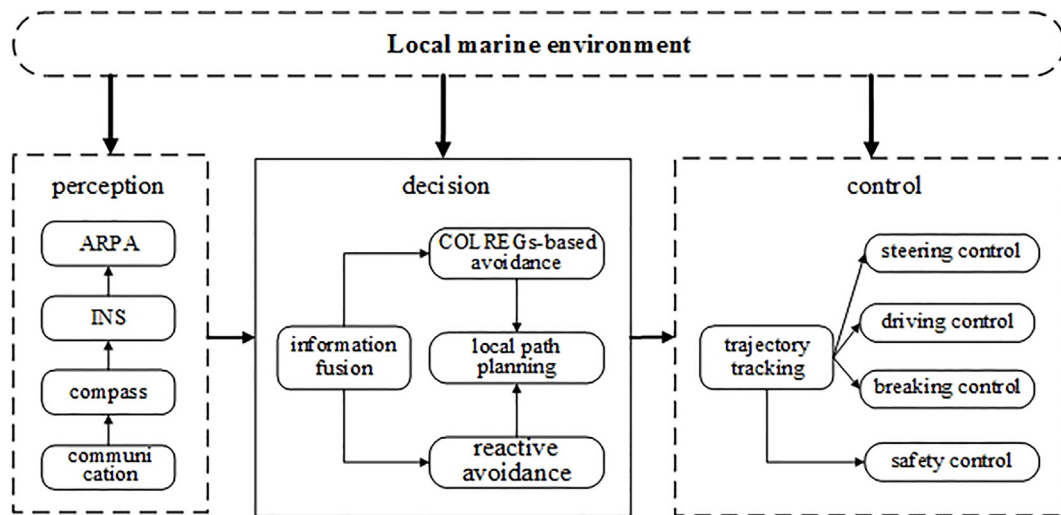 Local marine environment
perception
ARPA
INS
compass
communi
cation
decision
COLREGs-based
avoidance
information
fusion
local path
planning
reactive
avoidance
control
steering control
driving control
trajectory
tracking
breaking control
safety control